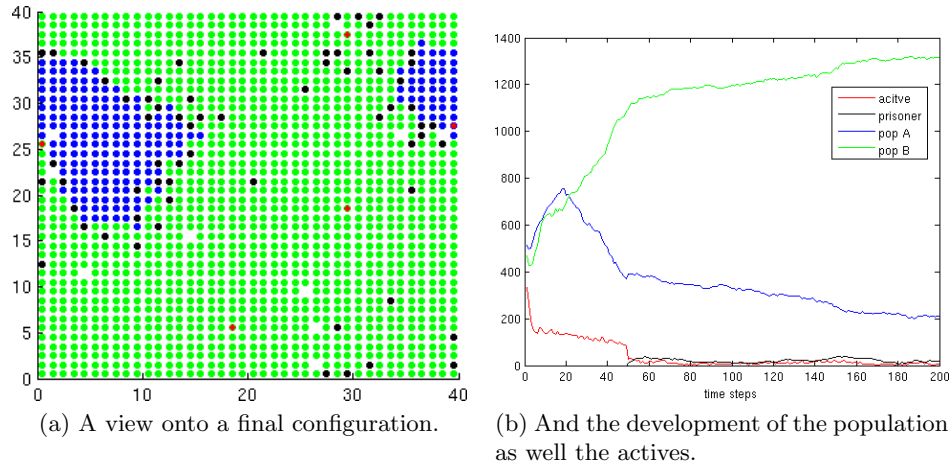 40
35
30
25
20
15
10
5
0
0 10 20 30 40
(a) A view onto a final configuration.
1400
1200
1000
800
600
400
200
0
0 20 40 60 80 100 120 140 160 180 200
time steps
acitve
prisoner
pop A
pop B
(b) And the development of the population
as well the actives.